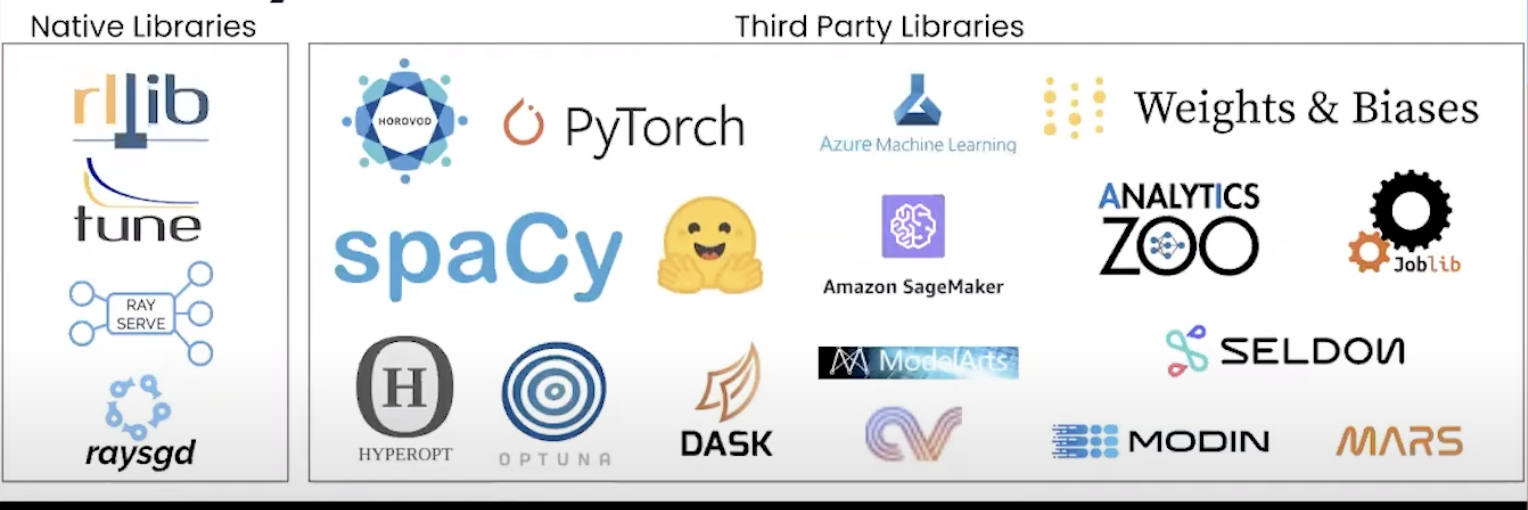 Native Libraries
Third Party Libraries
rllib
tune
RAY
SERVE
raysgd
HOROVOD
PyTorch
Azure Machine Learning
Weights & Biases
spaCy
Amazon SageMaker
ANALYTICS
ZOO
Joblib
H
HYPEROPT
OPTUNA
DASK
ModelArts
SELDON
MODIN
MARS